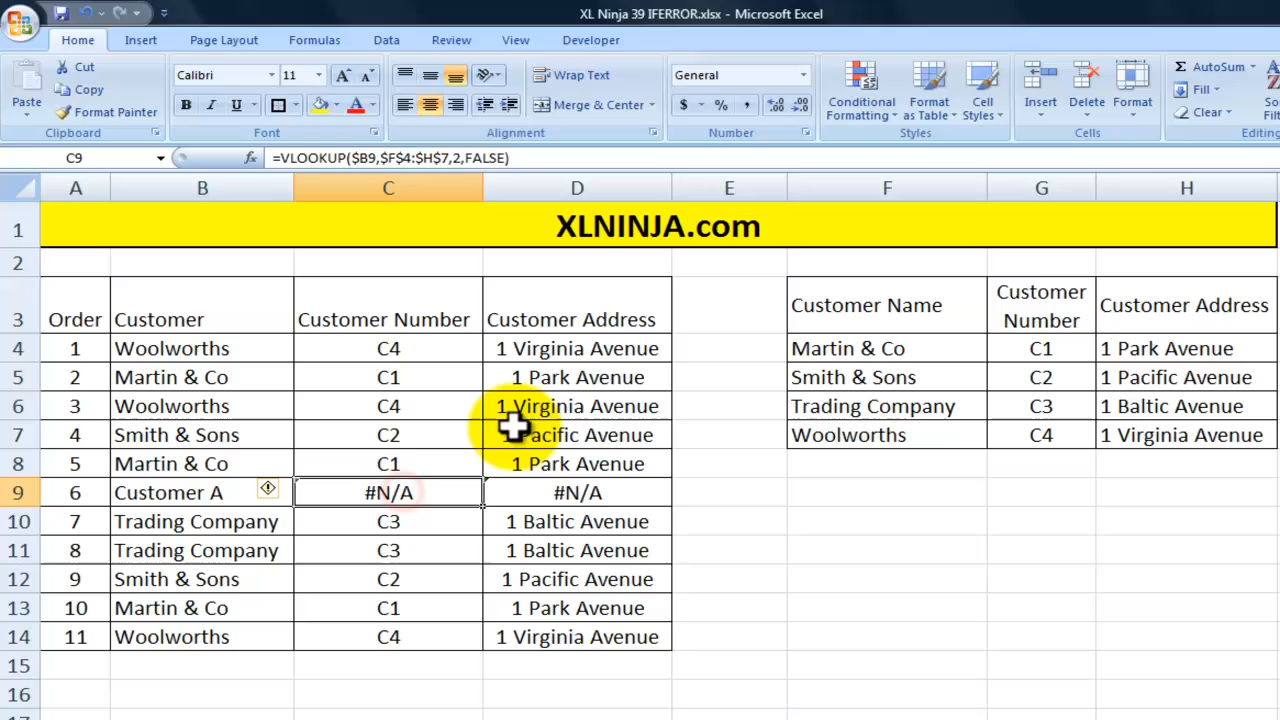 XL Ninja 39 IFERROR.xlsx - Microsoft Excel
Home Insert Page Layout Formulas Data Review View Developer
Paste
Cut
Copy
Format Painter
Clipboard
Calibri 11
B I U
Font
Wrap Text
Merge & Center
Alignment
General
$ % ,
Number
Conditional Formatting
Format as Table
Cell Styles
Styles
Insert Delete Format
Cells
Σ AutoSum
Fill
Clear
Editing
C9 fx =VLOOKUP($B9,$F$4:$H$7,2,FALSE)
A B C D E F G H
1 XLNINJA.com
2
3 Order Customer Customer Number Customer Address Customer Name Customer Number Customer Address
4 1 Woolworths C4 1 Virginia Avenue Martin & Co C1 1 Park Avenue
5 2 Martin & Co C1 1 Park Avenue Smith & Sons C2 1 Pacific Avenue
6 3 Woolworths C4 1 Virginia Avenue Trading Company C3 1 Baltic Avenue
7 4 Smith & Sons C2 1 Pacific Avenue Woolworths C4 1 Virginia Avenue
8 5 Martin & Co C1 1 Park Avenue
9 6 Customer A #N/A #N/A
10 7 Trading Company C3 1 Baltic Avenue
11 8 Trading Company C3 1 Baltic Avenue
12 9 Smith & Sons C2 1 Pacific Avenue
13 10 Martin & Co C1 1 Park Avenue
14 11 Woolworths C4 1 Virginia Avenue
15
16